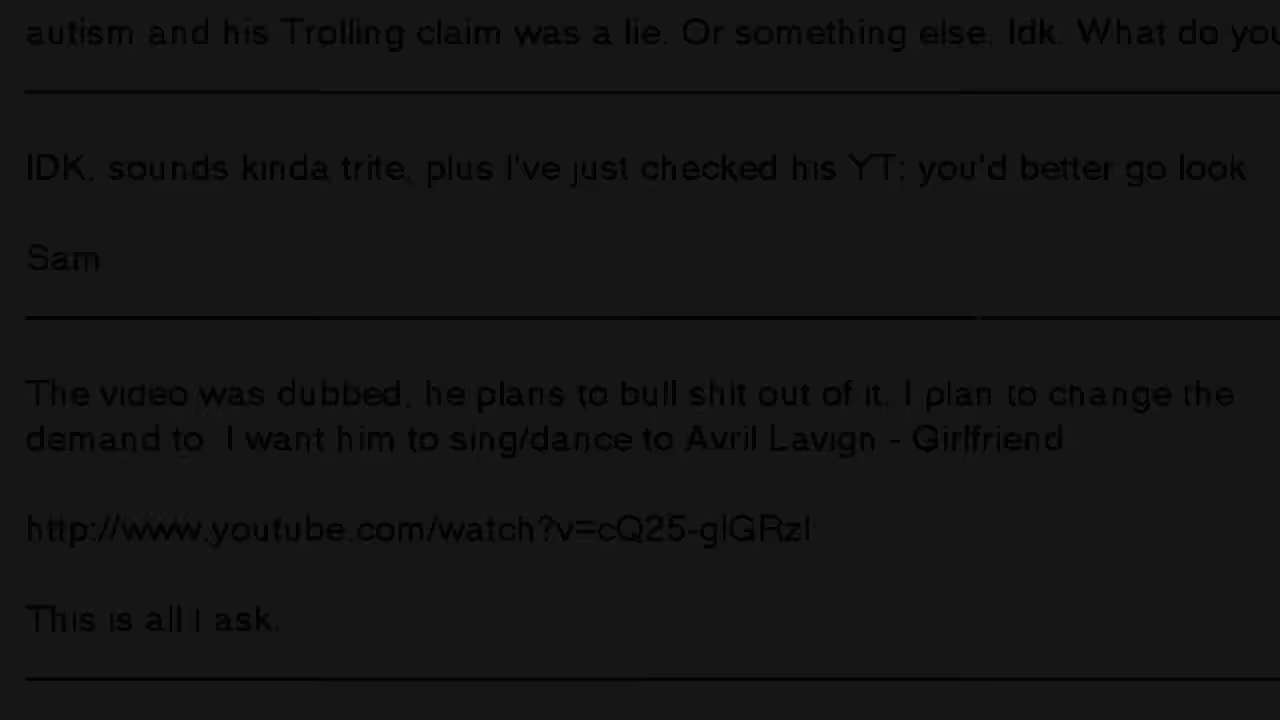 autism and his Trolling claim was a lie. Or something else. Idk. What do you
IDK, sounds kinda trite, plus I've just checked his YT; you'd better go look
Sam
The video was dubbed, he plans to bull shit out of it. I plan to change the
demand to. I want him to sing/dance to Avril Lavign - Girlfriend
http://www.youtube.com/watch?v=cQ25-glGRzI
This is all I ask.